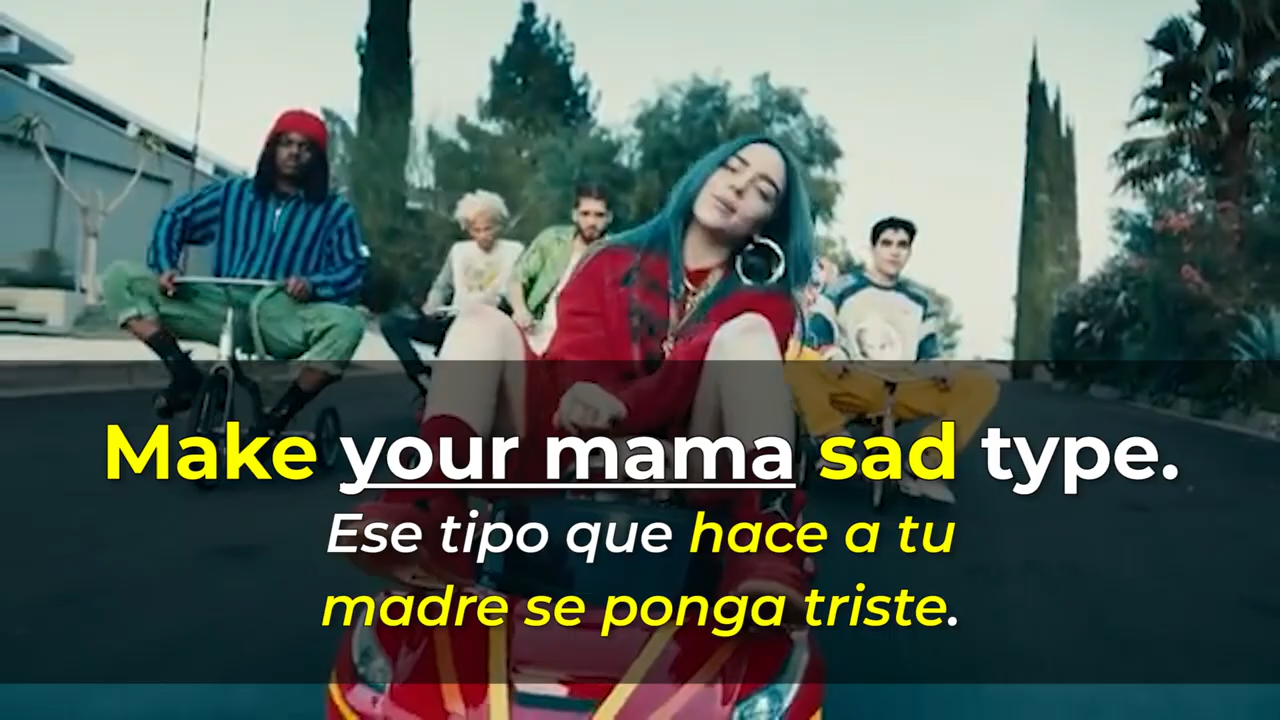 Make your mama sad type.
Ese tipo que hace a tu
madre se ponga triste.